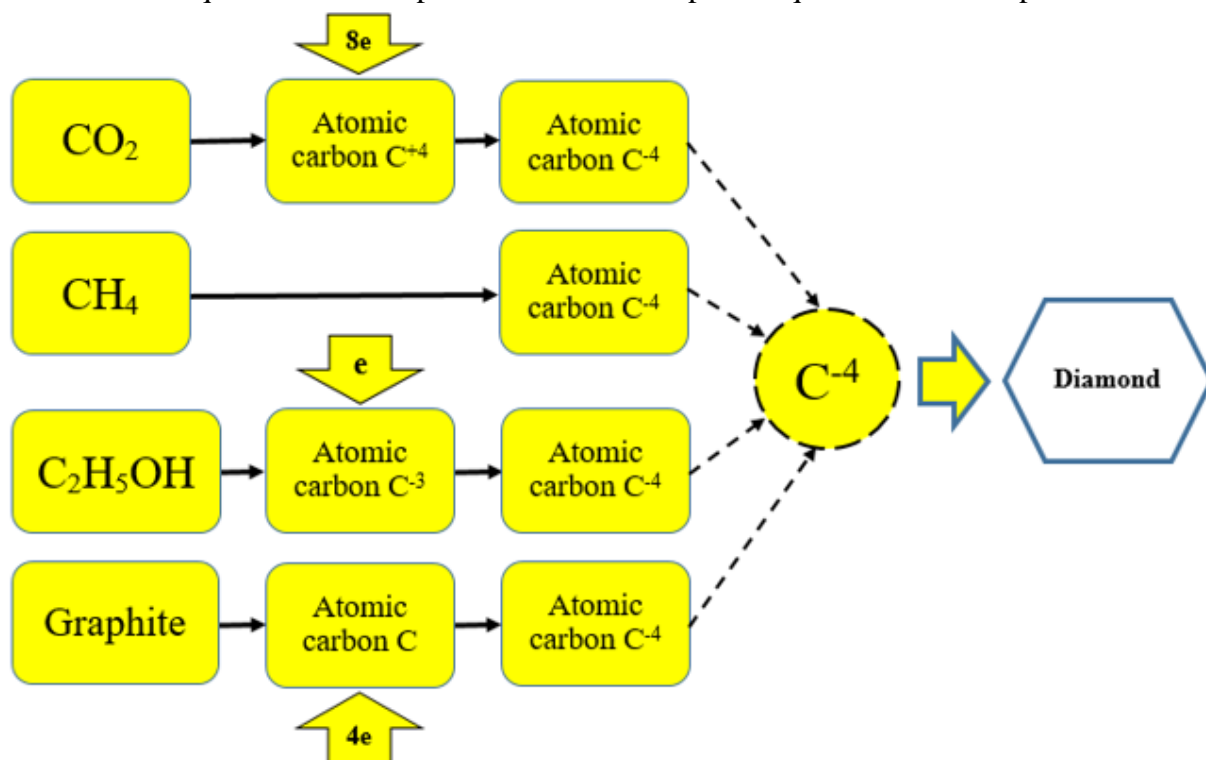 8e
CO₂
Atomic
carbon C⁺⁴
Atomic
carbon C⁻⁴
CH₄
Atomic
carbon C⁻⁴
e
C₂H₅OH
Atomic
carbon C⁻³
Atomic
carbon C⁻⁴
Graphite
Atomic
carbon C
Atomic
carbon C⁻⁴
4e
C⁻⁴
Diamond